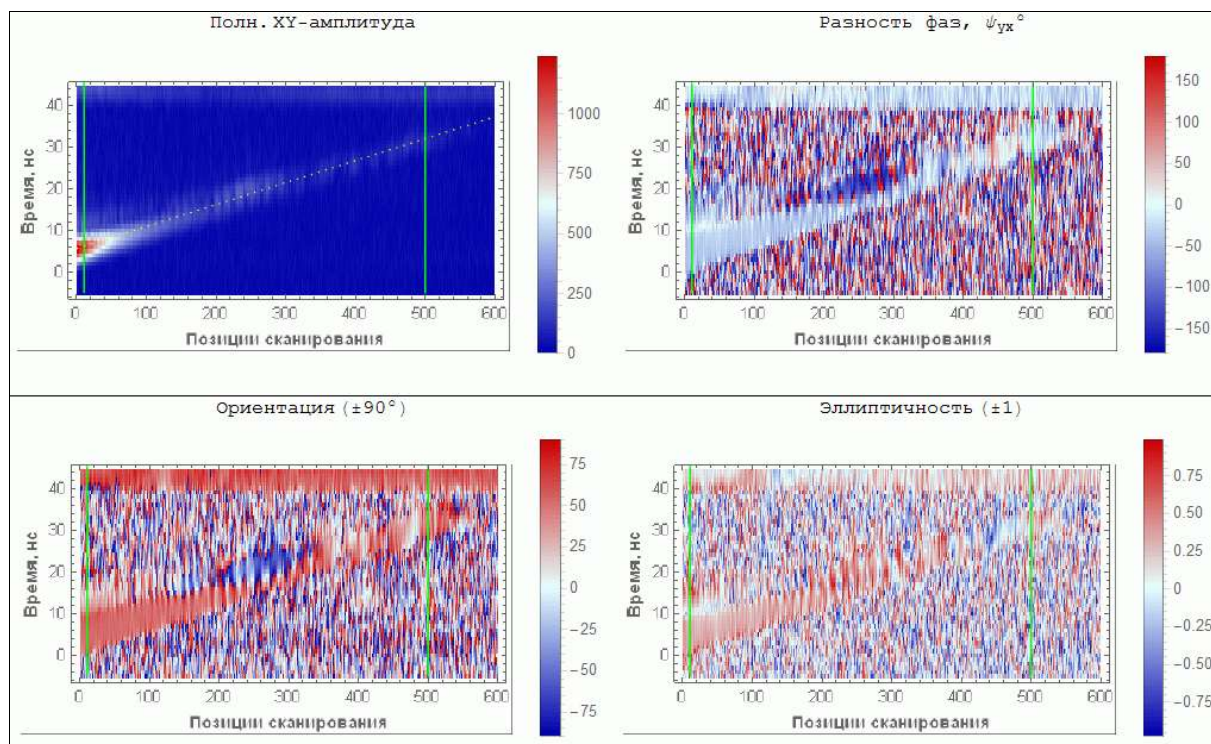 Полн. XY-амплитуда
Время, нс
40
30
20
10
0
0 100 200 300 400 500 600
Позиции сканирования
1000
750
500
250
0
Разность фаз, ψyx°
Время, нс
40
30
20
10
0
0 100 200 300 400 500 600
Позиции сканирования
150
100
50
0
-50
-100
-150
Ориентация (±90°)
Время, нс
40
30
20
10
0
0 100 200 300 400 500 600
Позиции сканирования
75
50
25
0
-25
-50
-75
Эллиптичность (±1)
Время, нс
40
30
20
10
0
0 100 200 300 400 500 600
Позиции сканирования
0.75
0.50
0.25
0
-0.25
-0.50
-0.75